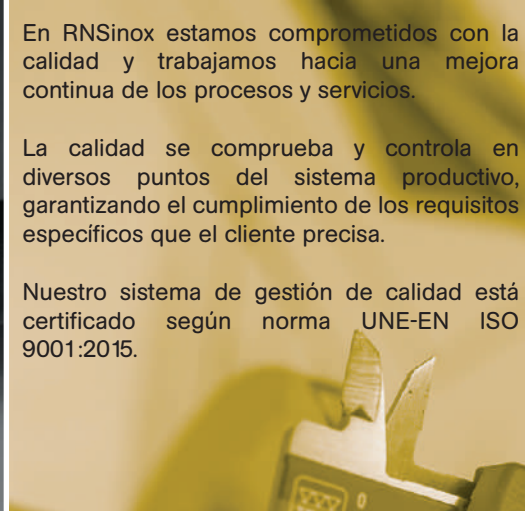 En RNSinox estamos comprometidos con la
calidad y trabajamos hacia una mejora
continua de los procesos y servicios.
La calidad se comprueba y controla en
diversos puntos del sistema productivo,
garantizando el cumplimiento de los requisitos
específicos que el cliente precisa.
Nuestro sistema de gestión de calidad está
certificado según norma UNE-EN ISO
9001:2015.
0